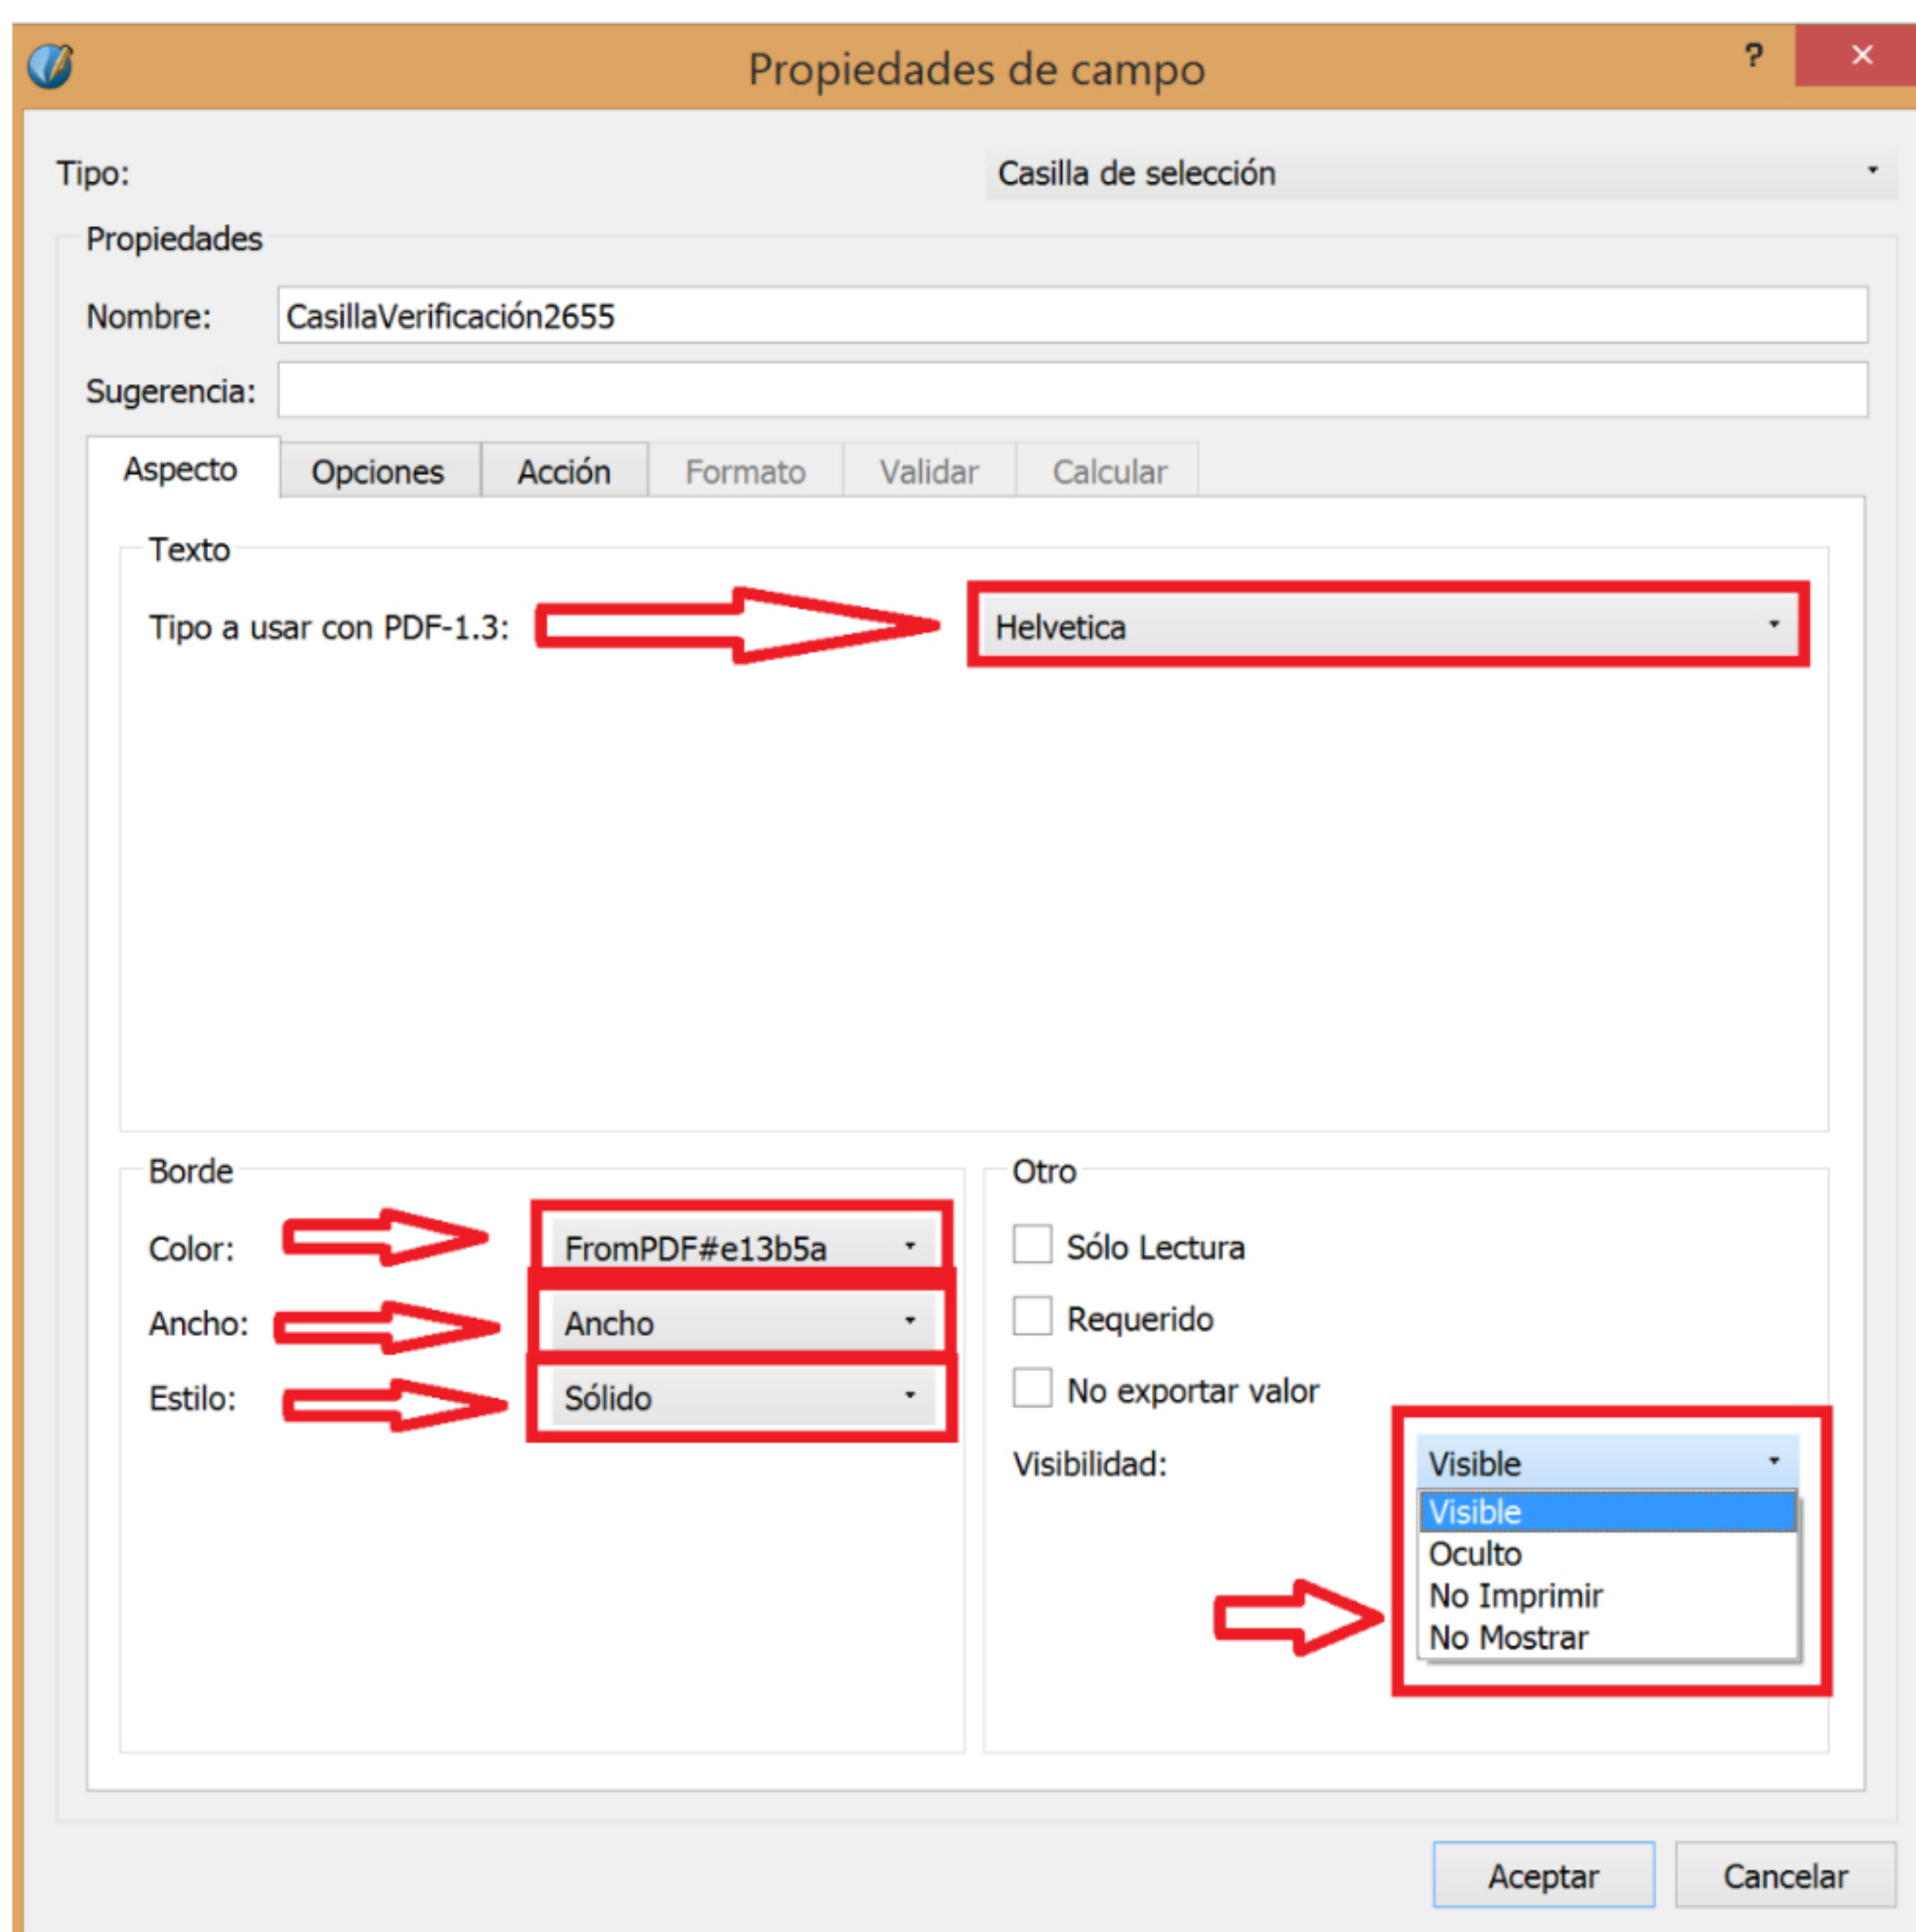 Propiedades de campo
?
Tipo: Casilla de selección
Propiedades
Nombre: CasillaVerificación2655
Sugerencia:
Aspecto Opciones Acción Formato Validar Calcular
Texto
Tipo a usar con PDF-1.3: Helvetica
Borde
Color: FromPDF#e13b5a
Ancho: Ancho
Estilo: Sólido
Otro
Sólo Lectura
Requerido
No exportar valor
Visibilidad: Visible
Visible
Oculto
No Imprimir
No Mostrar
Aceptar Cancelar